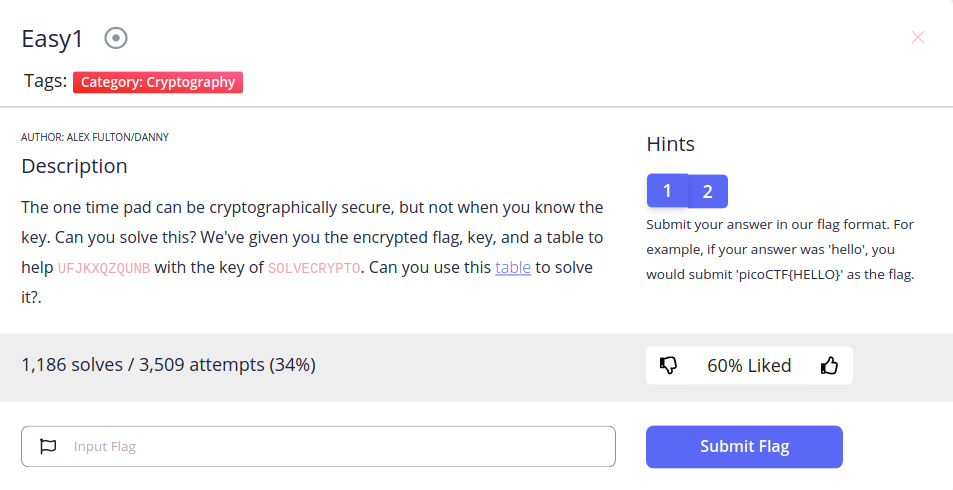 Easy1
Tags: Category: Cryptography
AUTHOR: ALEX FULTON/DANNY
Description
The one time pad can be cryptographically secure, but not when you know the
key. Can you solve this? We've given you the encrypted flag, key, and a table to
help UFJKXQZQUNB with the key of SOLVECRYPTO. Can you use this table to solve
it?.
Hints
1 2
Submit your answer in our flag format. For
example, if your answer was 'hello', you
would submit 'picoCTF{HELLO}' as the flag.
1,186 solves / 3,509 attempts (34%)
60% Liked
Input Flag
Submit Flag